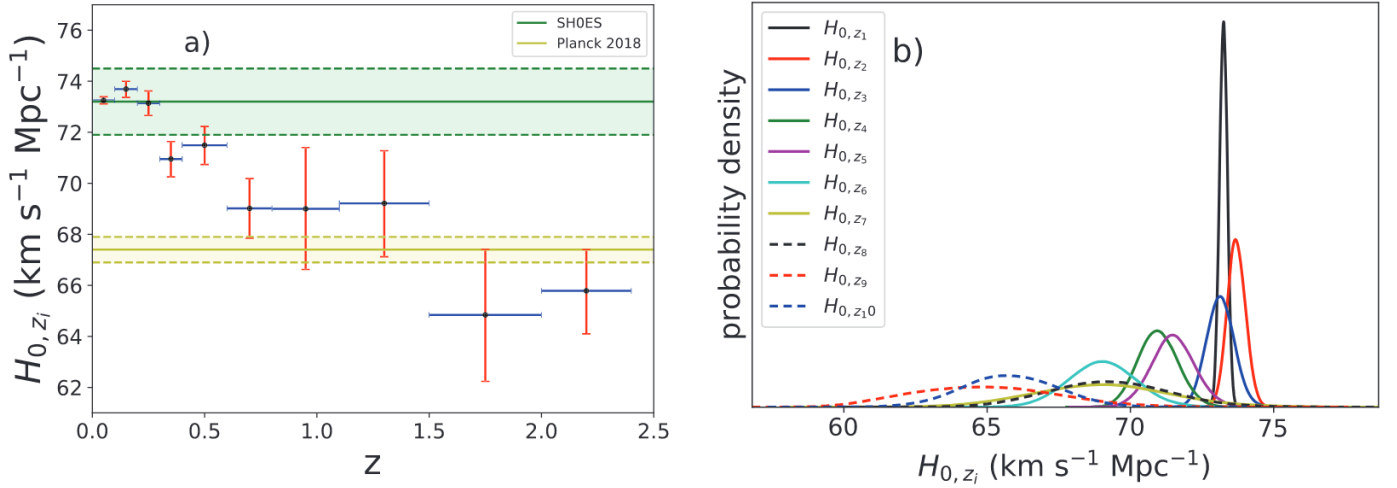 a)
SH0ES
Planck 2018
76
74
72
70
68
66
64
62
H₀,zᵢ (km s⁻¹ Mpc⁻¹)
0.0 0.5 1.0 1.5 2.0 2.5
z
b)
H₀,z₁
H₀,z₂
H₀,z₃
H₀,z₄
H₀,z₅
H₀,z₆
H₀,z₇
H₀,z₈
H₀,z₉
H₀,z₁0
probability density
60 65 70 75
H₀,zᵢ (km s⁻¹ Mpc⁻¹)